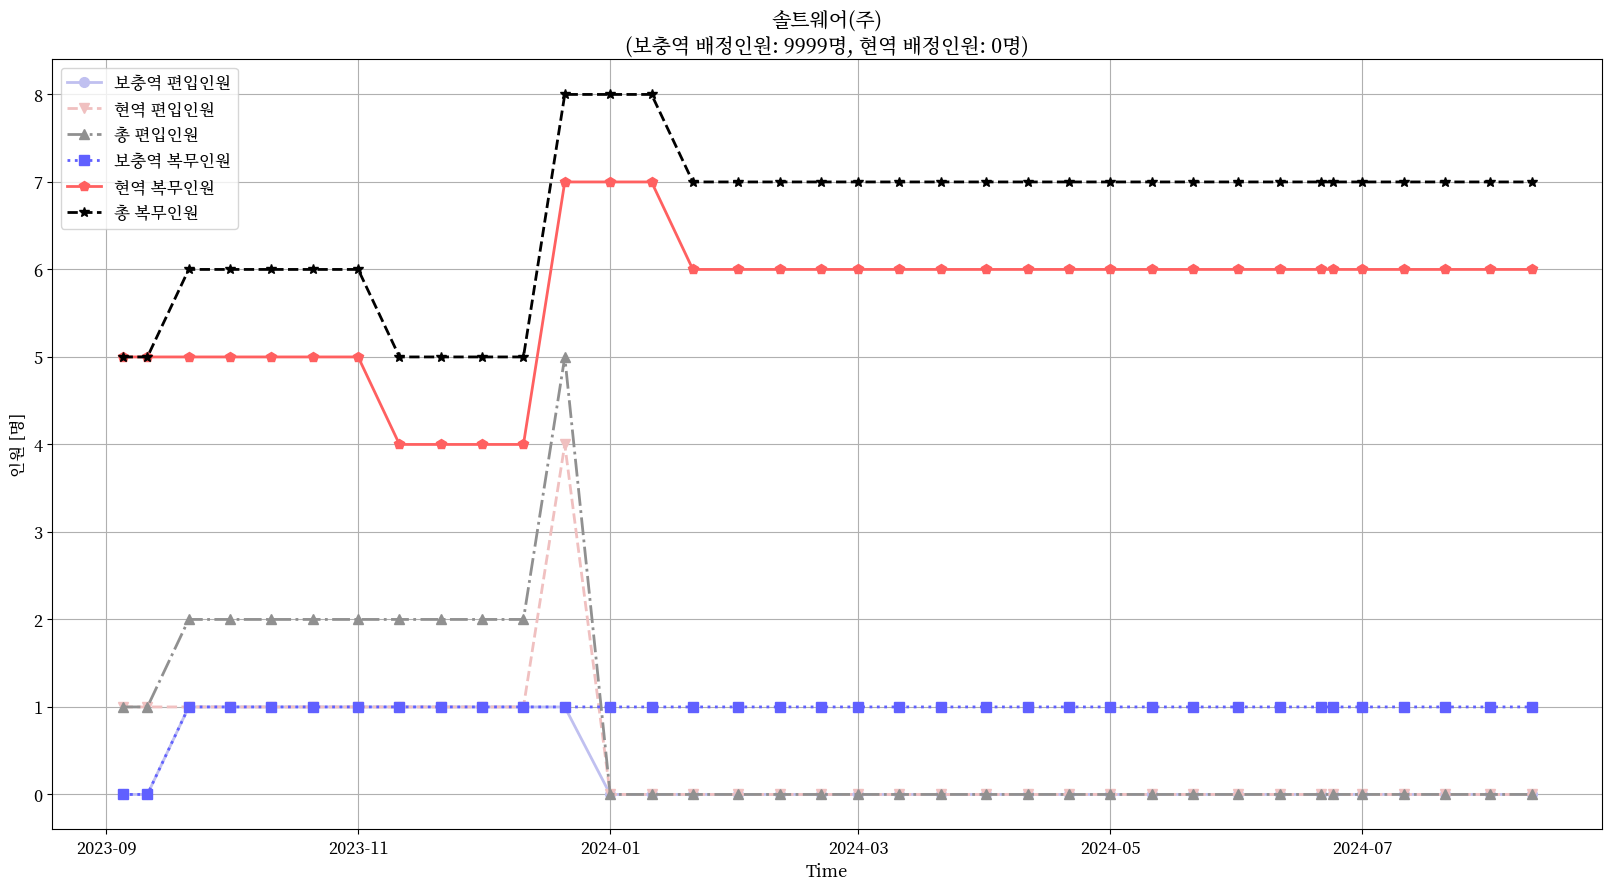 솔트웨어(주)
(보충역 배정인원: 9999명, 현역 배정인원: 0명)
보충역 편입인원
현역 편입인원
총 편입인원
보충역 복무인원
현역 복무인원
총 복무인원
인원 [명]
8
7
6
5
4
3
2
1
0
2023-09
2023-11
2024-01
2024-03
2024-05
2024-07
Time